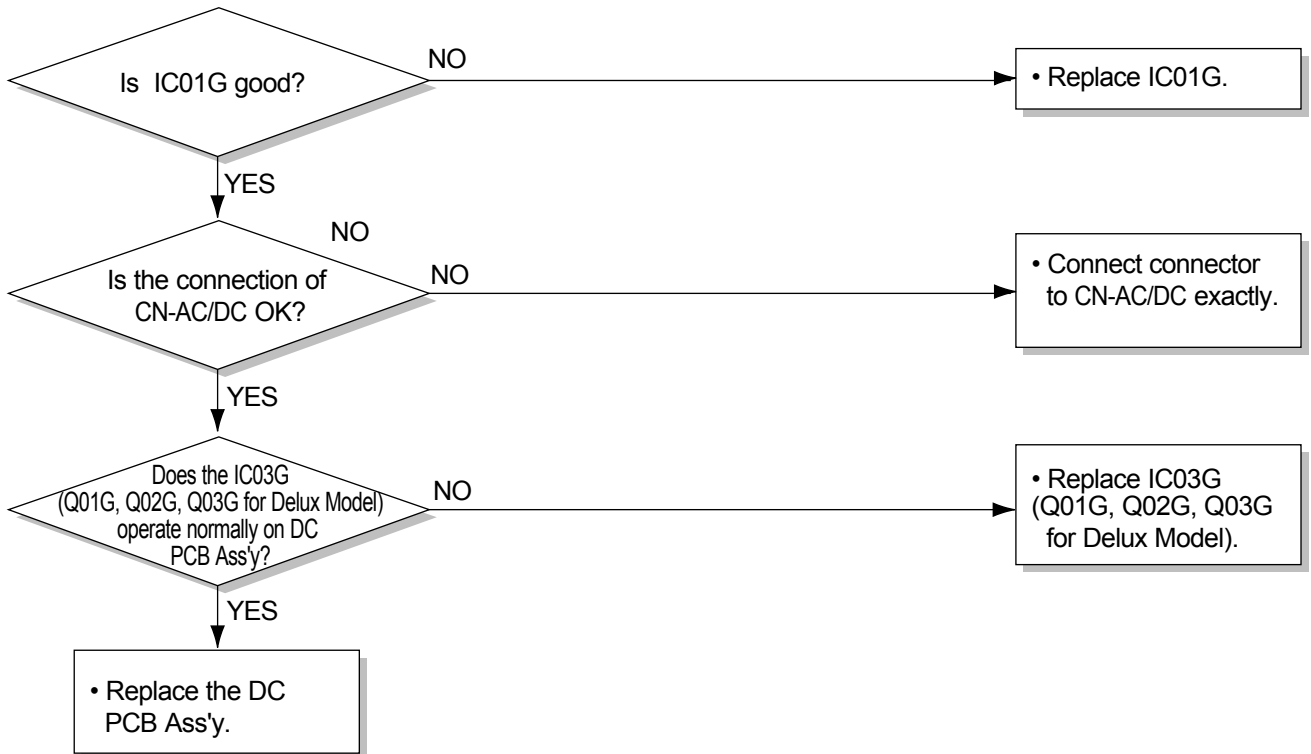 Is IC01G good?
NO
• Replace IC01G.
YES
NO
Is the connection of
CN-AC/DC OK?
NO
• Connect connector
to CN-AC/DC exactly.
YES
Does the IC03G
(Q01G, Q02G, Q03G for Delux Model)
operate normally on DC
PCB Ass'y?
NO
• Replace IC03G
(Q01G, Q02G, Q03G
for Delux Model).
YES
• Replace the DC
PCB Ass'y.